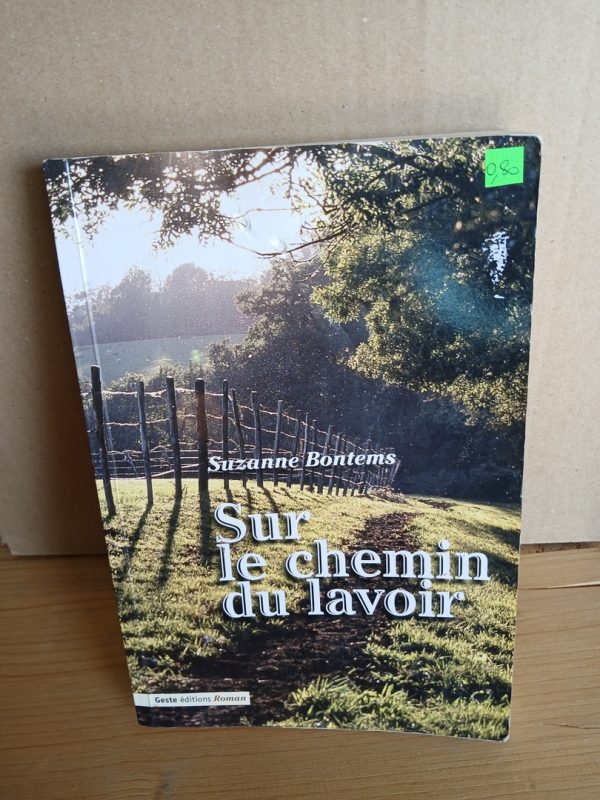 0,80
Suzanne Bontems
Sur
le chemin
du lavoir
Geste éditions Roman